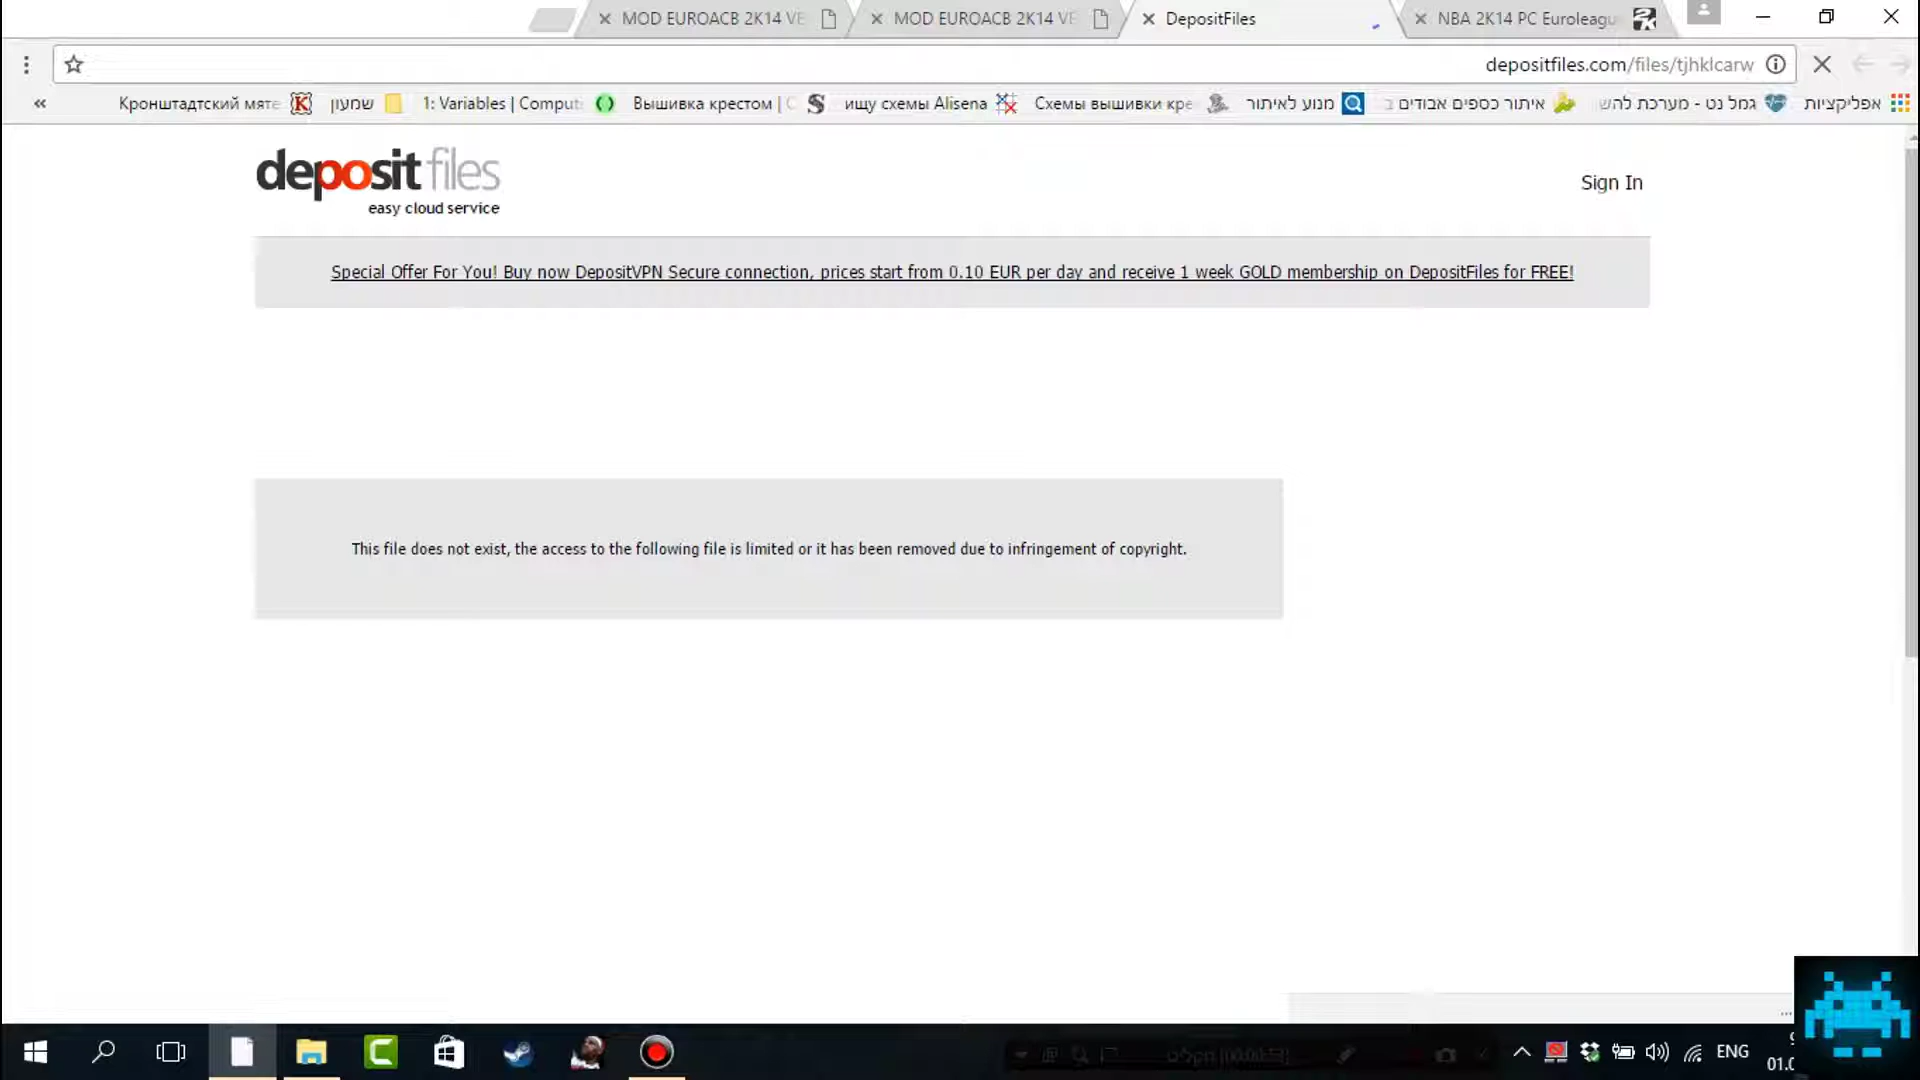 MOD EUROACB 2K14 VE
MOD EUROACB 2K14 VE
DepositFiles
NBA 2K14 PC Euroleagu
depositfiles.com/files/tjhklcarw
«
Кронштадтский мяте
שמעון
1: Variables | Comput
Вышивка крестом | С
ищу схемы Alisena
Схемы вышивки кре
מנוע לאיתור
איתור כספים אבודים ב
גמל נט - מערכת להש
אפליקציות
depositfiles
easy cloud service
Sign In
Special Offer For You! Buy now DepositVPN Secure connection, prices start from 0.10 EUR per day and receive 1 week GOLD membership on DepositFiles for FREE!
This file does not exist, the access to the following file is limited or it has been removed due to infringement of copyright.
...
ENG